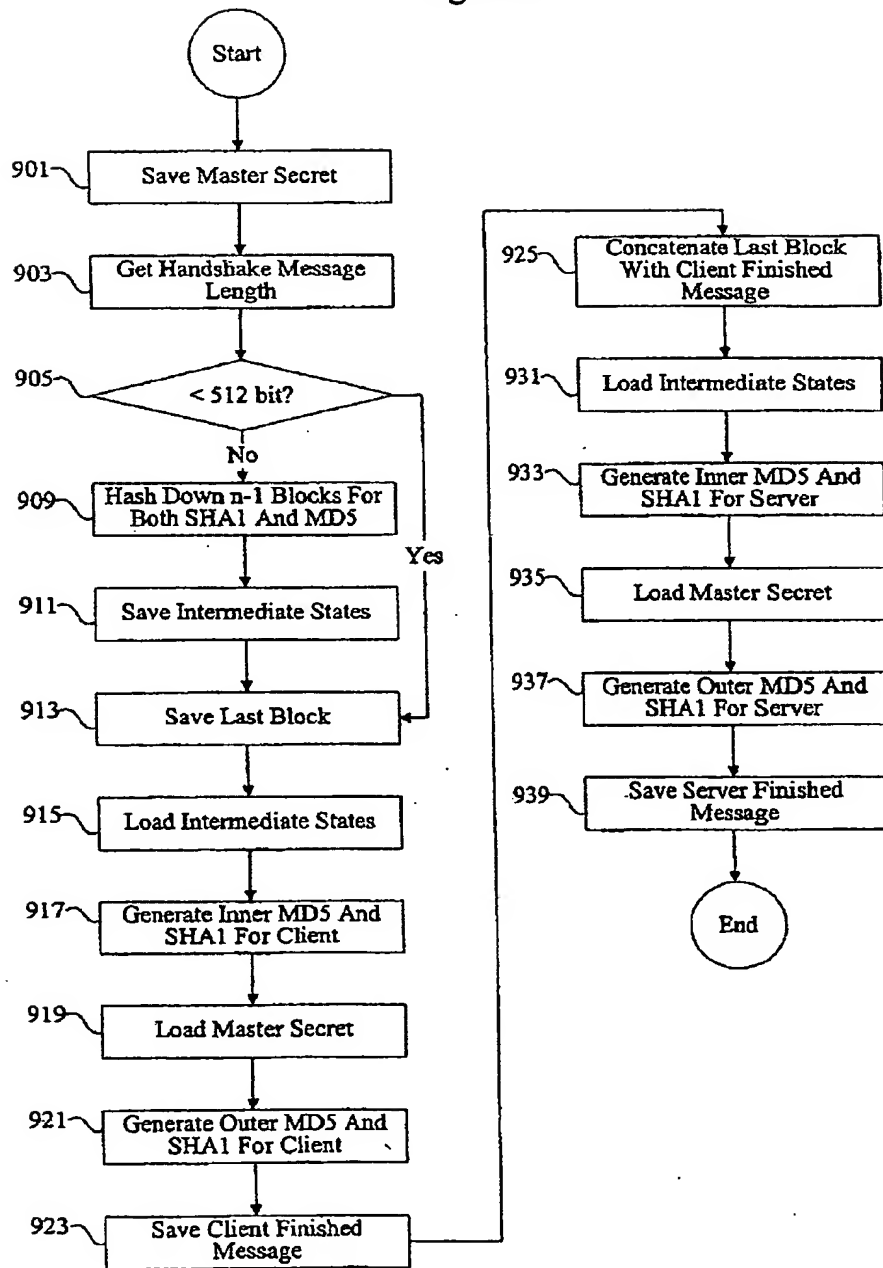 Start
901
Save Master Secret
903
Get Handshake Message
Length
905
< 512 bit?
No
Yes
909
Hash Down n-1 Blocks For
Both SHA1 And MD5
911
Save Intermediate States
913
Save Last Block
915
Load Intermediate States
917
Generate Inner MD5 And
SHA1 For Client
919
Load Master Secret
921
Generate Outer MD5 And
SHA1 For Client
923
Save Client Finished
Message
925
Concatenate Last Block
With Client Finished
Message
931
Load Intermediate States
933
Generate Inner MD5 And
SHA1 For Server
935
Load Master Secret
937
Generate Outer MD5 And
SHA1 For Server
939
Save Server Finished
Message
End